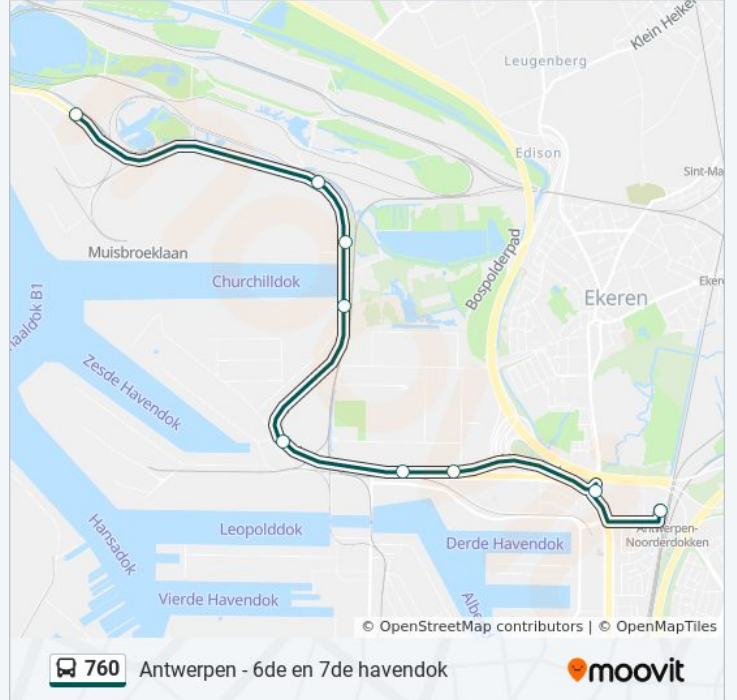 Klein Heike
Leugenberg
Edison
Sint-Ma
Muisbroeklaan
Bospolderpad
Churchilldok
Eker
Ekeren
naaldok B1
Zesde Havendok
Hansadok
Leopolddok
Derde Havendok
Antwerpen-
Noorderdokken
Vierde Havendok
Albe
© OpenStreetMap contributors | © OpenMapTiles
760 Antwerpen - 6de en 7de havendok
moovit